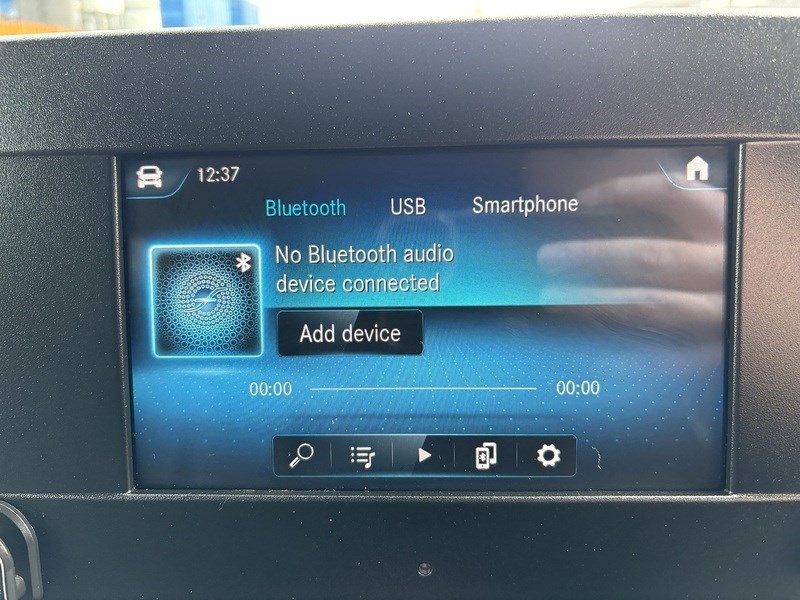 12:37
Bluetooth USB Smartphone
No Bluetooth audio
device connected
Add device
00:00 00:00